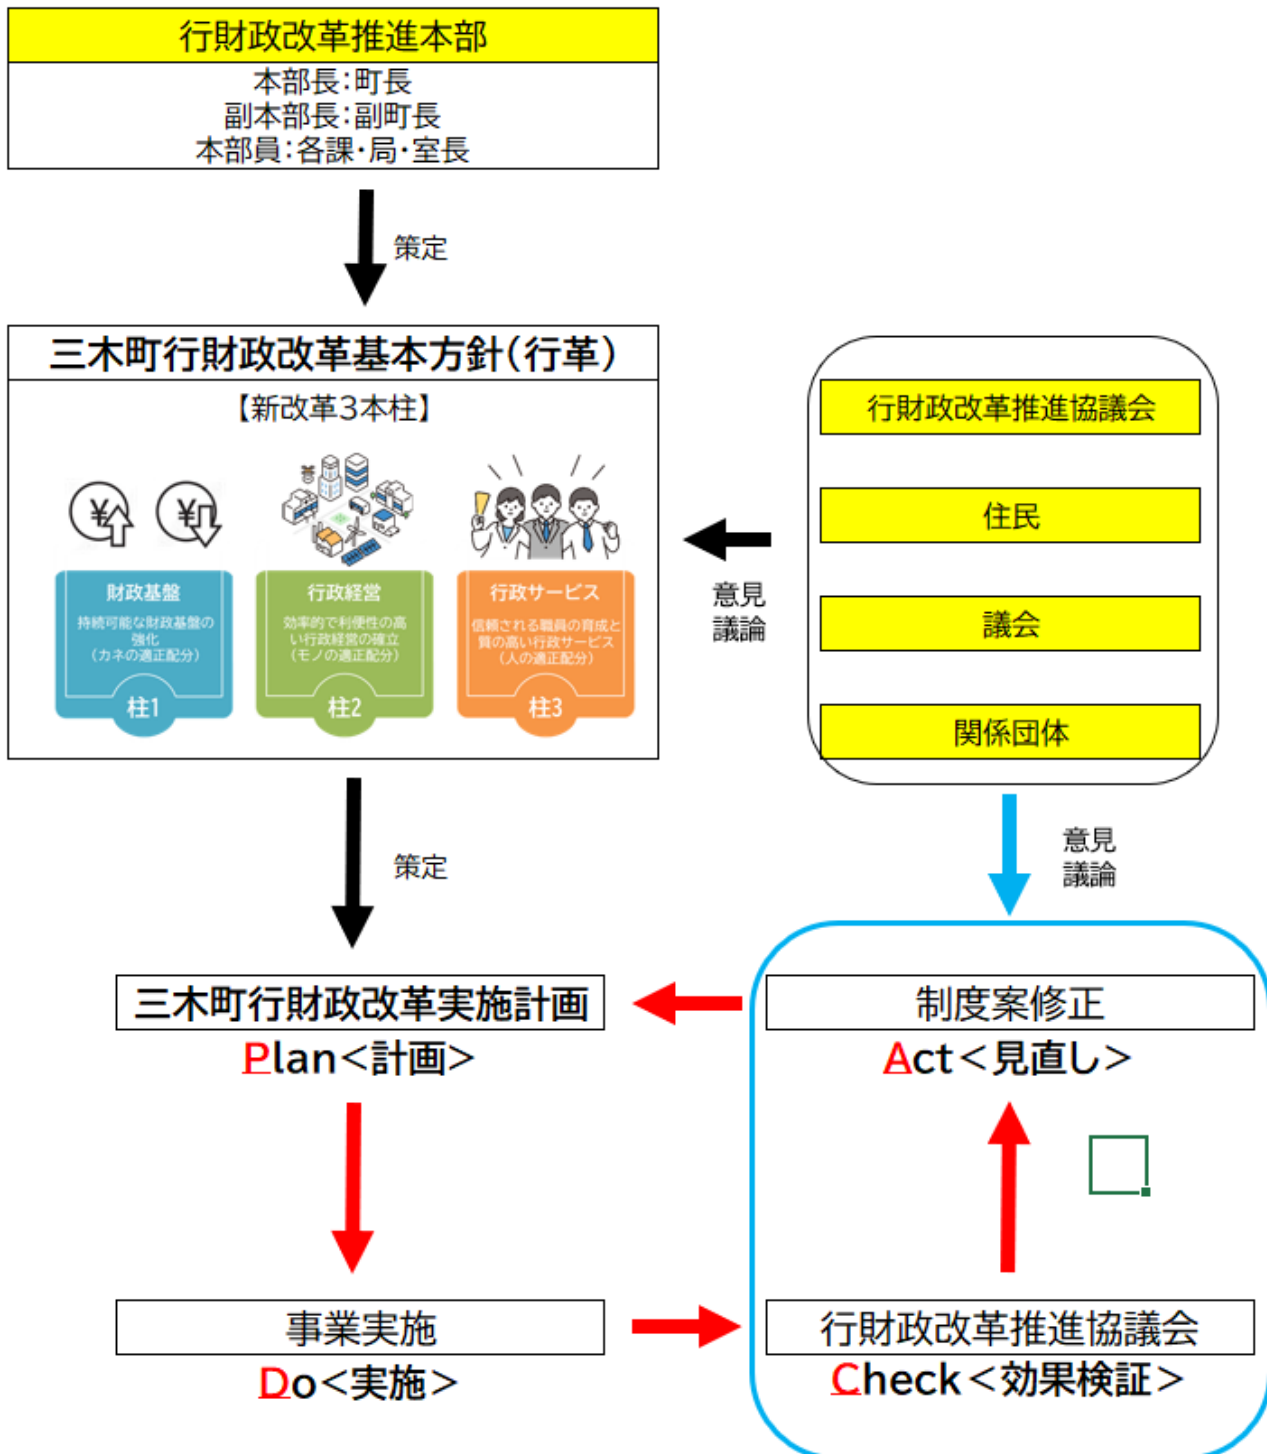 行財政改革推進本部
本部長：町長
副本部長：副町長
本部員：各課・局・室長
策定
三木町行財政改革基本方針（行革）
【新改革３本柱】
財政基盤
持続可能な財政基盤の
強化
（カネの適正配分）
柱1
行政経営
効率的で利便性の高
い行政経営の確立
（モノの適正配分）
柱2
行政サービス
信頼される職員の育成と
質の高い行政サービス
（人の適正配分）
柱3
意見
議論
行財政改革推進協議会
住民
議会
関係団体
策定
意見
議論
三木町行財政改革実施計画
Plan＜計画＞
制度案修正
Act＜見直し＞
事業実施
Do＜実施＞
行財政改革推進協議会
Check＜効果検証＞